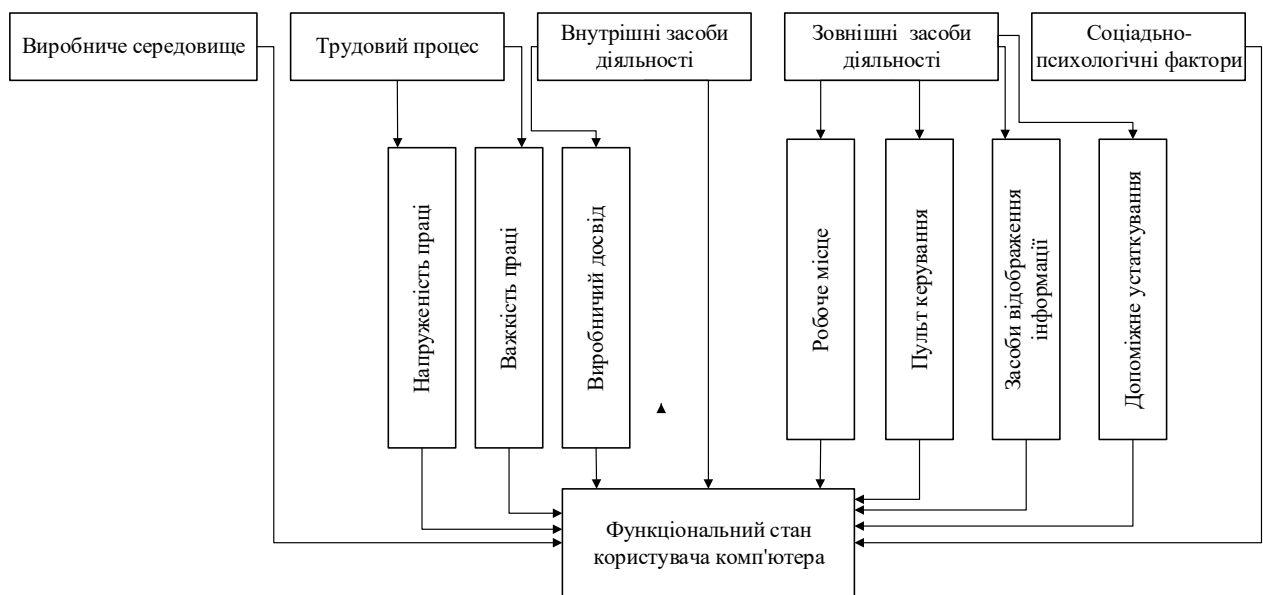 Виробниче середовище
Трудовий процес
Внутрішні засоби
діяльності
Зовнішні засоби
діяльності
Соціадьно-
психологічні фактори
Напруженість праці
Важкість праці
Виробничий досвід
Робоче місце
Пульт керування
Засоби відображення
інформації
Допоміжне устаткування
Функціональний стан
користувача комп'ютера